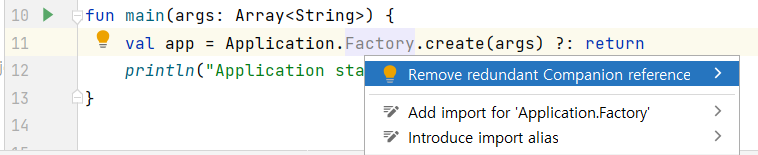 10 fun main(args: Array<String>) {
11 val app = Application.Factory.create(args) ?: return
Remove redundant Companion reference
12 println("Application sta
13 }
Add import for 'Application.Factory'
14
Introduce import alias